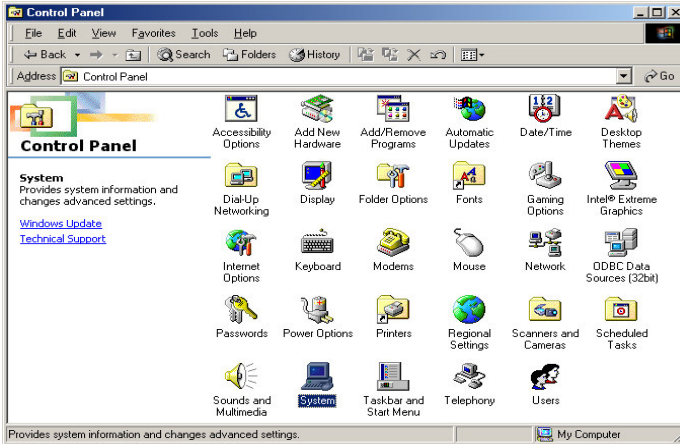 Control Panel
File Edit View Favorites Tools Help
Back Search Folders History
Address Control Panel Go
Control Panel
System
Provides system information and
changes advanced settings.
Windows Update
Technical Support
Accessibility
Options
Add New
Hardware
Add/Remove
Programs
Automatic
Updates
Date/Time
Desktop
Themes
Dial-Up
Networking
Display
Folder Options
Fonts
Gaming
Options
Intel® Extreme
Graphics
Internet
Options
Keyboard
Modems
Mouse
Network
ODBC Data
Sources (32bit)
Passwords
Power Options
Printers
Regional
Settings
Scanners and
Cameras
Scheduled
Tasks
Sounds and
Multimedia
System
Taskbar and
Start Menu
Telephony
Users
Provides system information and changes advanced settings. My Computer